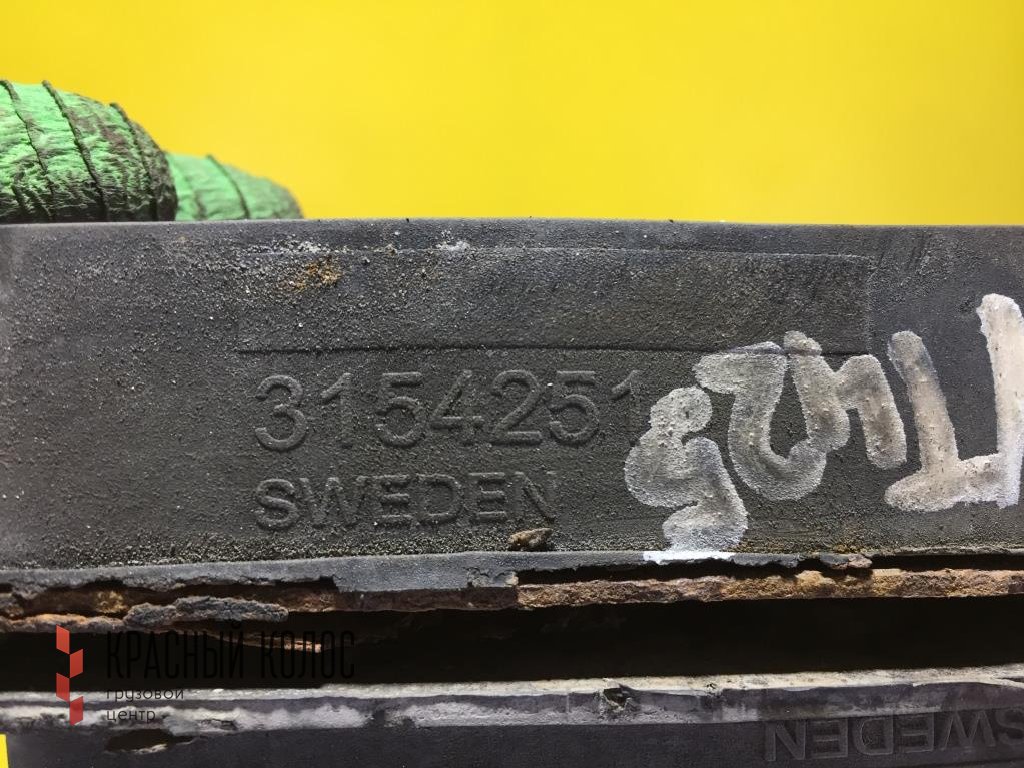 3154251
SWEDEN
КРАСНЫЙ КОЛОС
грузовой
центр
SWEDEN